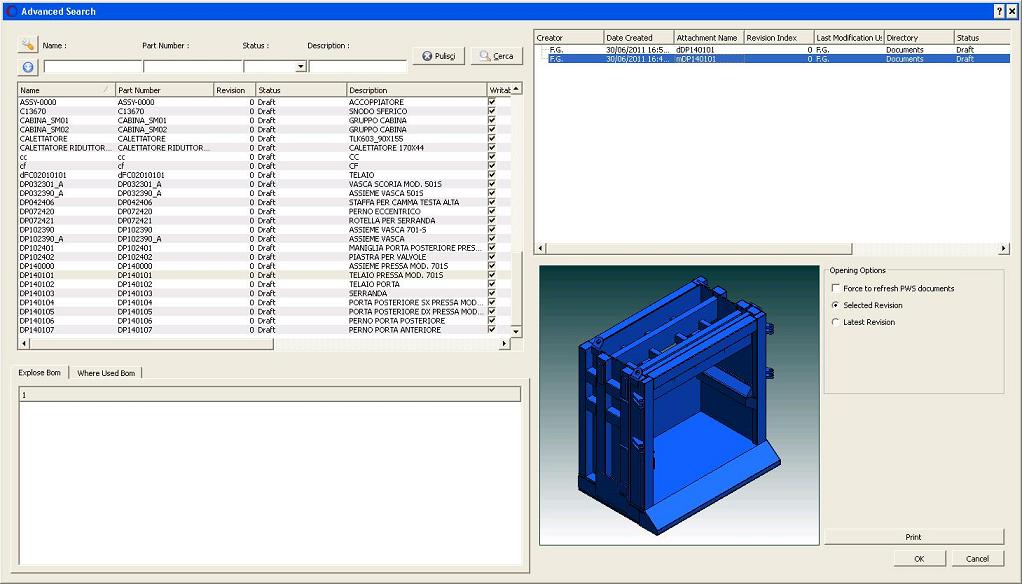 Advanced Search
Name : Part Number : Status : Description :
Pulisci Cerca
Name Part Number Revision Status Description Writab
ASSY-0000 ASSY-0000 0 Draft ACCOPPIATORE
C13670 C13670 0 Draft SNODO SFERICO
CABINA_SM01 CABINA_SM01 0 Draft GRUPPO CABINA
CABINA_SM02 CABINA_SM02 0 Draft GRUPPO CABINA
CALETTATORE CALETTATORE 0 Draft TLK603_90X155
CALETTATORE RIDUTTOR... CALETTATORE RIDUTTOR... 0 Draft CALETTATORE 170X44
cc cc 0 Draft CC
cf cf 0 Draft CF
dFC02010101 dFC02010101 0 Draft TELAIO
DP032301_A DP032301_A 0 Draft VASCA SCORIA MOD. 501S
DP032390_A DP032390_A 0 Draft ASSIEME VASCA 501S
DP042406 DP042406 0 Draft STAFFA PER CAMMA TESTA ALTA
DP072420 DP072420 0 Draft PERNO ECCENTRICO
DP072421 DP072421 0 Draft ROTELLA PER SERRANDA
DP102390 DP102390 0 Draft ASSIEME VASCA 701-S
DP102390_A DP102390_A 0 Draft ASSIEME VASCA
DP102401 DP102401 0 Draft MANIGLIA PORTA POSTERIORE PRES...
DP102402 DP102402 0 Draft PIASTRA PER VALVOLE
DP140000 DP140000 0 Draft ASSIEME PRESSA MOD. 701S
DP140101 DP140101 0 Draft TELAIO PRESSA MOD. 701S
DP140102 DP140102 0 Draft TELAIO PORTA
DP140103 DP140103 0 Draft SERRANDA
DP140104 DP140104 0 Draft PORTA POSTERIORE SX PRESSA MOD...
DP140105 DP140105 0 Draft PORTA POSTERIORE DX PRESSA MOD...
DP140106 DP140106 0 Draft PERNO PORTA POSTERIORE
DP140107 DP140107 0 Draft PERNO PORTA ANTERIORE
Explose Bom Where Used Bom
1
Creator Date Created Attachment Name Revision Index Last Modification Us Directory Status
F.G. 30/06/2011 16:5... dDP140101 0 F.G. Documents Draft
F.G. 30/06/2011 16:4... mDP140101 0 F.G. Documents Draft
Opening Options
Force to refresh PWS documents
Selected Revision
Latest Revision
Print
OK Cancel